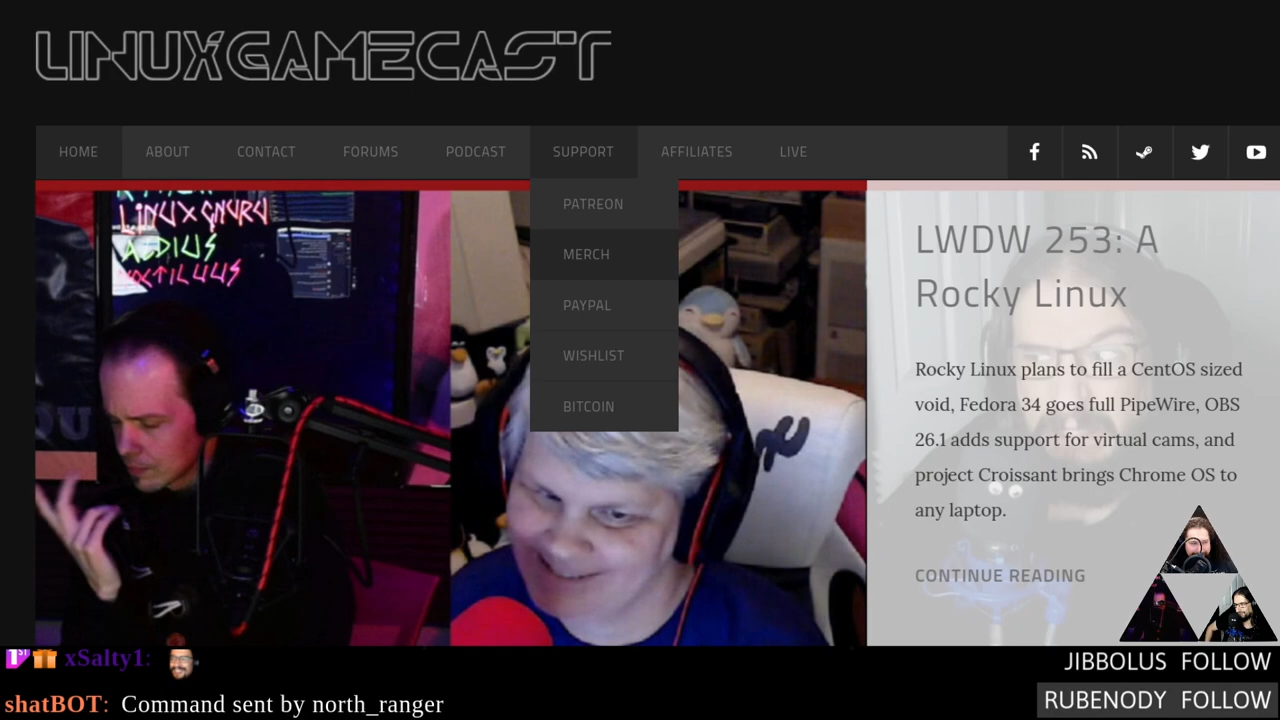 LINUXGAMECAST
HOME ABOUT CONTACT FORUMS PODCAST SUPPORT AFFILIATES LIVE
PATREON
MERCH
PAYPAL
WISHLIST
BITCOIN
LINUX GNURD
LWDW 253: A
Rocky Linux
Rocky Linux plans to fill a CentOS sized
void, Fedora 34 goes full PipeWire, OBS
26.1 adds support for virtual cams, and
project Croissant brings Chrome OS to
any laptop.
CONTINUE READING
xSalty1:
shatBOT: Command sent by north_ranger
JIBBOLUS FOLLOW
RUBENODY FOLLOW